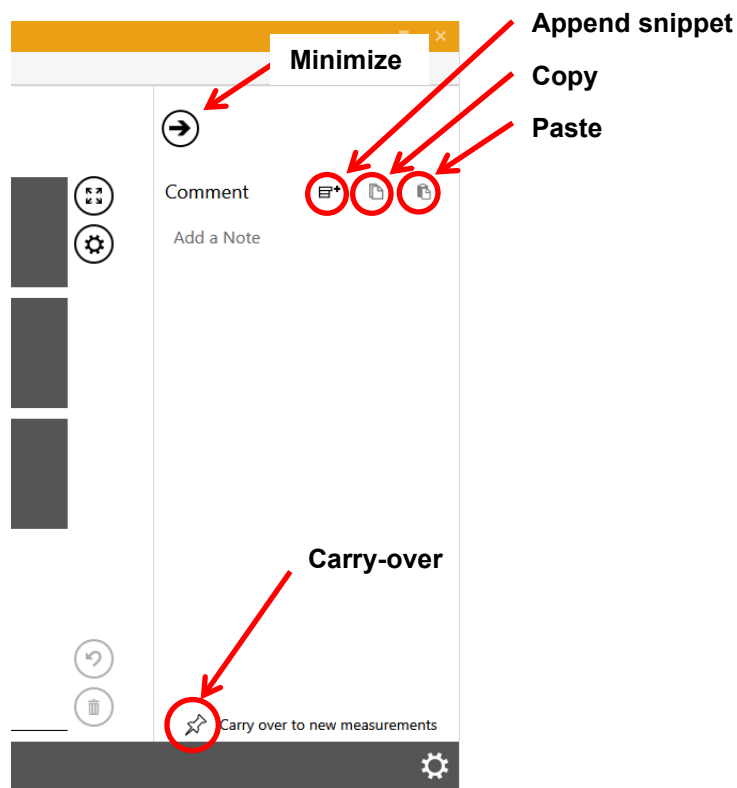 Append snippet
Minimize
Copy
Paste
Comment
Add a Note
Carry-over
Carry over to new measurements